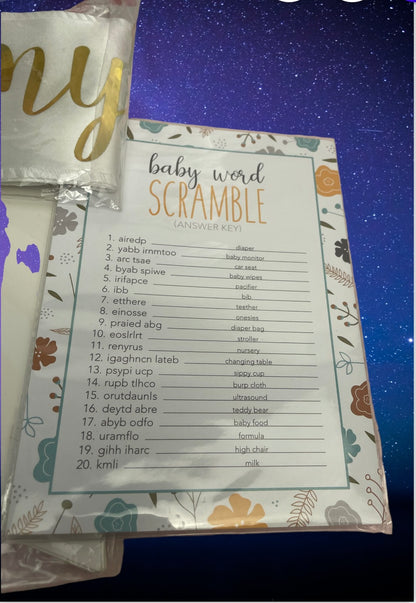 my
baby word
SCRAMBLE
(ANSWER KEY)
1. airedp diaper
2. yabb irnmtoo baby monitor
3. arc tsae car seat
4. byab spiwe baby wipes
5. irifapce pacifier
6. ibb bib
7. etthere teether
8. einosse onesies
9. praied abg diaper bag
10. eoslrlrt stroller
11. renyrus nursery
12. igaghncn lateb changing table
13. psypi ucp sippy cup
14. rupb tlhco burp cloth
15. orutdaunls ultrasound
16. deytd abre teddy bear
17. abyb odfo baby food
18. uramflo formula
19. gihh iharc high chair
20. kmli milk